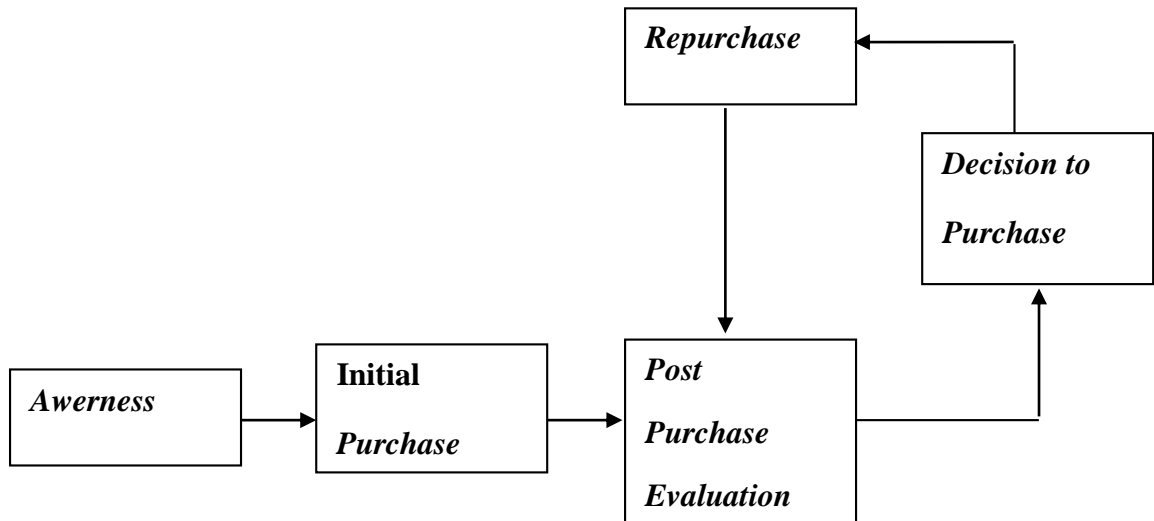 Repurchase
Decision to
Purchase
Awerness
Initial
Purchase
Post
Purchase
Evaluation